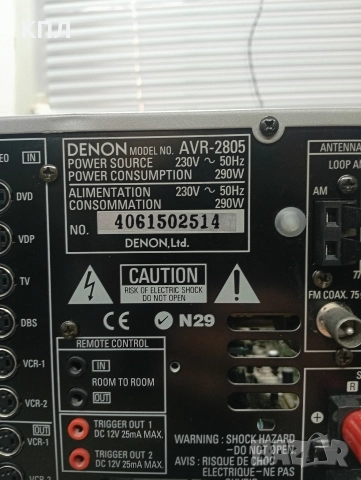 КПЛ
DENON MODEL NO. AVR-2805
POWER SOURCE 230V ~ 50Hz
POWER CONSUMPTION 290W
ALIMENTATION 230V ~ 50Hz
CONSOMMATION 290W
NO. 4061502514
DENON, Ltd.
IN
DVD
VDP
TV
DBS
VCR-1
VCR-2
OUT
VCR-1
VCR-2
CAUTION
RISK OF ELECTRIC SHOCK
DO NOT OPEN
CE N29
REMOTE CONTROL
IN
ROOM TO ROOM
OUT
TRIGGER OUT 1
DC 12V 25mA MAX.
TRIGGER OUT 2
DC 12V 25mA MAX.
WARNING : SHOCK HAZARD
- DO NOT OPEN.
AVIS : RISQUE DE CHOC
ELECTRIQUE - NE PAS
ANTENNA
LOOP
AM
FM COAX. 75